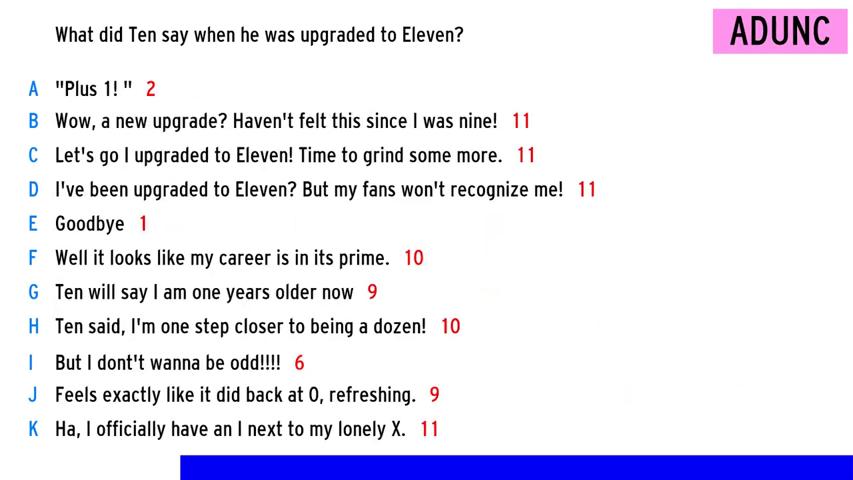 What did Ten say when he was upgraded to Eleven?
ADUNC
A "Plus 1! " 2
B Wow, a new upgrade? Haven't felt this since I was nine! 11
C Let's go I upgraded to Eleven! Time to grind some more. 11
D I've been upgraded to Eleven? But my fans won't recognize me! 11
E Goodbye 1
F Well it looks like my career is in its prime. 10
G Ten will say I am one years older now 9
H Ten said, I'm one step closer to being a dozen! 10
I But I dont't wanna be odd!!!! 6
J Feels exactly like it did back at 0, refreshing. 9
K Ha, I officially have an I next to my lonely X. 11